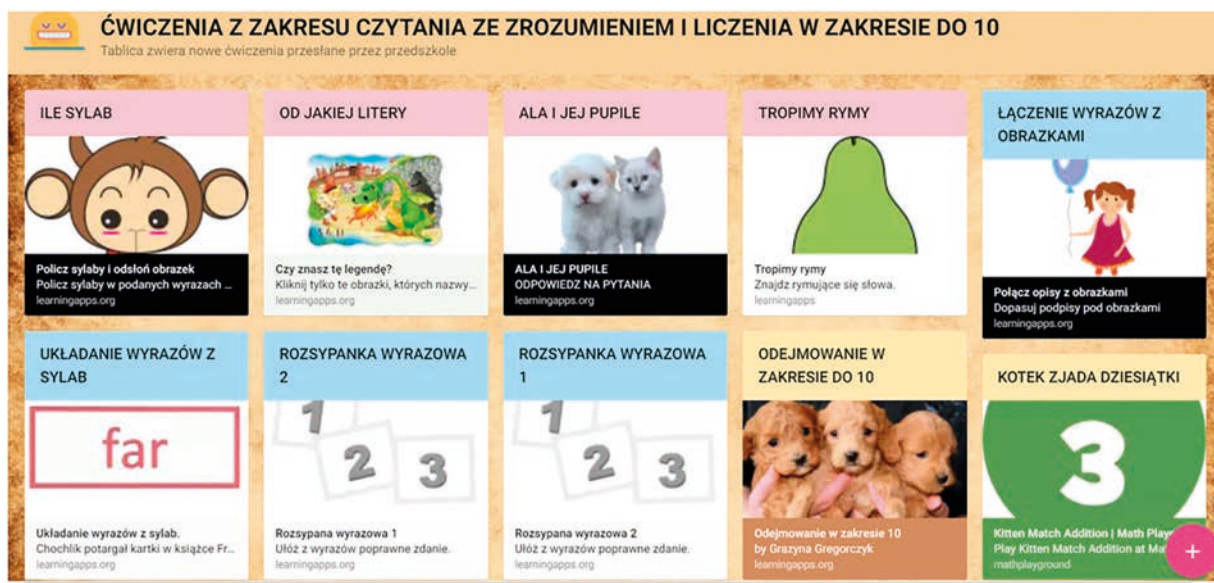 ĆWICZENIA Z ZAKRESU CZYTANIA ZE ZROZUMIENIEM I LICZENIA W ZAKRESIE DO 10
Tablica zwiera nowe ćwiczenia przesłane przez przedszkole
ILE SYLAB
Policz sylaby i odsłoń obrazek
Policz sylaby w podanych wyrazach ...
learningapps.org
OD JAKIEJ LITERY
Czy znasz tę legendę?
Kliknij tylko te obrazki, których nazwy...
learningapps.org
ALA I JEJ PUPILE
ALA I JEJ PUPILE
ODPOWIEDZ NA PYTANIA
learningapps.org
TROPIMY RYMY
Tropimy rymy
Znajdz rymujące się słowa.
learningapps
ŁĄCZENIE WYRAZÓW Z
OBRAZKAMI
Połącz opisy z obrazkami
Dopasuj podpisy pod obrazkami
learningapps.org
UKŁADANIE WYRAZÓW Z
SYLAB
far
Układanie wyrazów z sylab.
Chochlik potargał kartki w książce Fr...
learningapps.org
ROZSYPANKA WYRAZOWA
2
1
2
3
Rozsypana wyrazowa 1
Ułóż z wyrazów poprawne zdanie.
learningapps.org
ROZSYPANKA WYRAZOWA
1
1
2
3
Rozsypana wyrazowa 2
Ułóż z wyrazów poprawne zdanie.
learningapps.org
ODEJMOWANIE W
ZAKRESIE DO 10
Odejmowanie w zakresie 10
by Grazyna Gregorczyk
learningapps.org
KOTEK ZJADA DZIESIĄTKI
3
Kitten Match Addition | Math Play
Play Kitten Match Addition at Ma
mathplayground
+